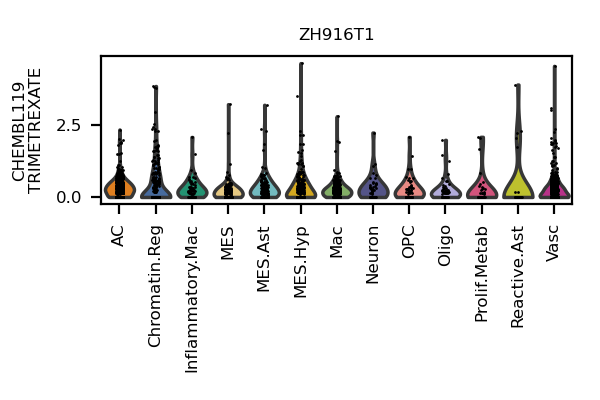 ZH916T1
CHEMBL119
TRIMETREXATE
2.5
0.0
AC
Chromatin.Reg
Inflammatory.Mac
MES
MES.Ast
MES.Hyp
Mac
Neuron
OPC
Oligo
Prolif.Metab
Reactive.Ast
Vasc